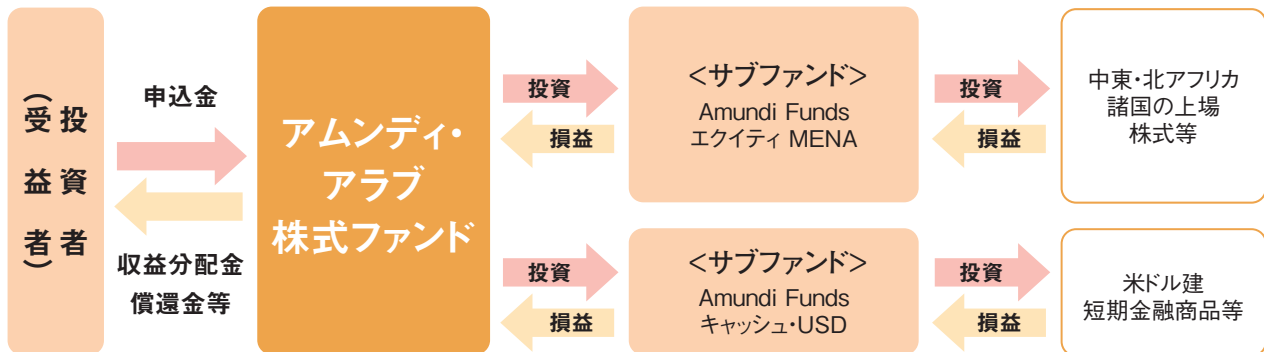 投資者
(受益者)
申込金
収益分配金
償還金等
アムンディ・
アラブ
株式ファンド
投資
損益
<サブファンド>
Amundi Funds
エクイティ MENA
投資
損益
中東・北アフリカ
諸国の上場
株式等
投資
損益
<サブファンド>
Amundi Funds
キャッシュ・USD
投資
損益
米ドル建
短期金融商品等